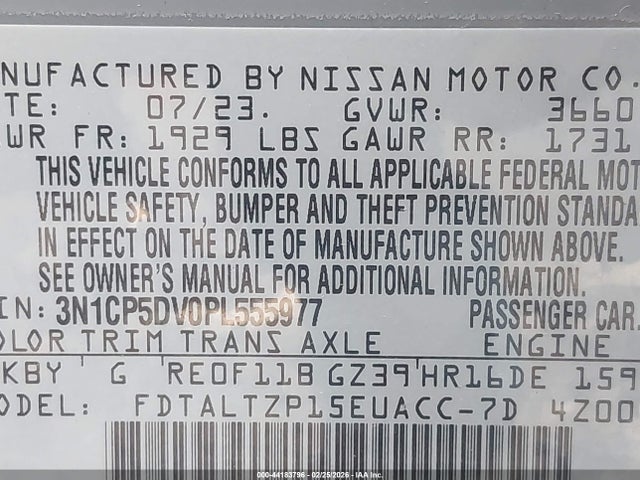 NUFACTURED BY NISSAN MOTOR CO.
TE: 07/23. GVWR: 3660
WR FR: 1929 LBS GAWR RR: 1731
THIS VEHICLE CONFORMS TO ALL APPLICABLE FEDERAL MOT
VEHICLE SAFETY, BUMPER AND THEFT PREVENTION STANDA
IN EFFECT ON THE DATE OF MANUFACTURE SHOWN ABOVE.
SEE OWNER'S MANUAL FOR ADDITIONAL INFORMATION.
IN: 3N1CP5DV0PL555977 PASSENGER CAR
OLOR TRIM TRANS AXLE ENGINE
KBY G RE0F11B GZ39 HR16DE 159
ODEL: FDTALTZP15EUACC-7D 4Z00
000-44183796 - 02/25/2026 - IAA Inc.